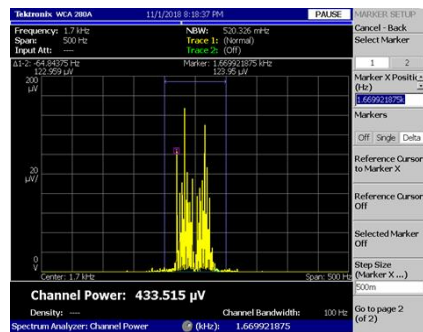 Tektronix WCA 280A 11/1/2018 8:18:37 PM PAUSE MARKER SETUP
Frequency: 1.7 kHz NBW: 520.326 mHz
Span: 500 Hz Trace 1: (Normal)
Input Att: ---- Trace 2: (Off)
Δ1-2: -64.84375 Hz Marker: 1.669921875 kHz
122.959 µV 123.95 µV
200
µV
20
µV/
0
V
Center: 1.7 kHz Span: 500 Hz
Channel Power: 433.515 µV
Density: ---- Channel Bandwidth: 100 Hz
Spectrum Analyzer: Channel Power (kHz): 1.669921875
Cancel - Back
Select Marker
1 2
Marker X Positic
(Hz)
1.669921875k
Markers
Off Single Delta
Reference Cursor
to Marker X
Reference Cursor
Off
Selected Marker
Off
Step Size
(Marker X ...)
500m
Go to page 2
(of 2)